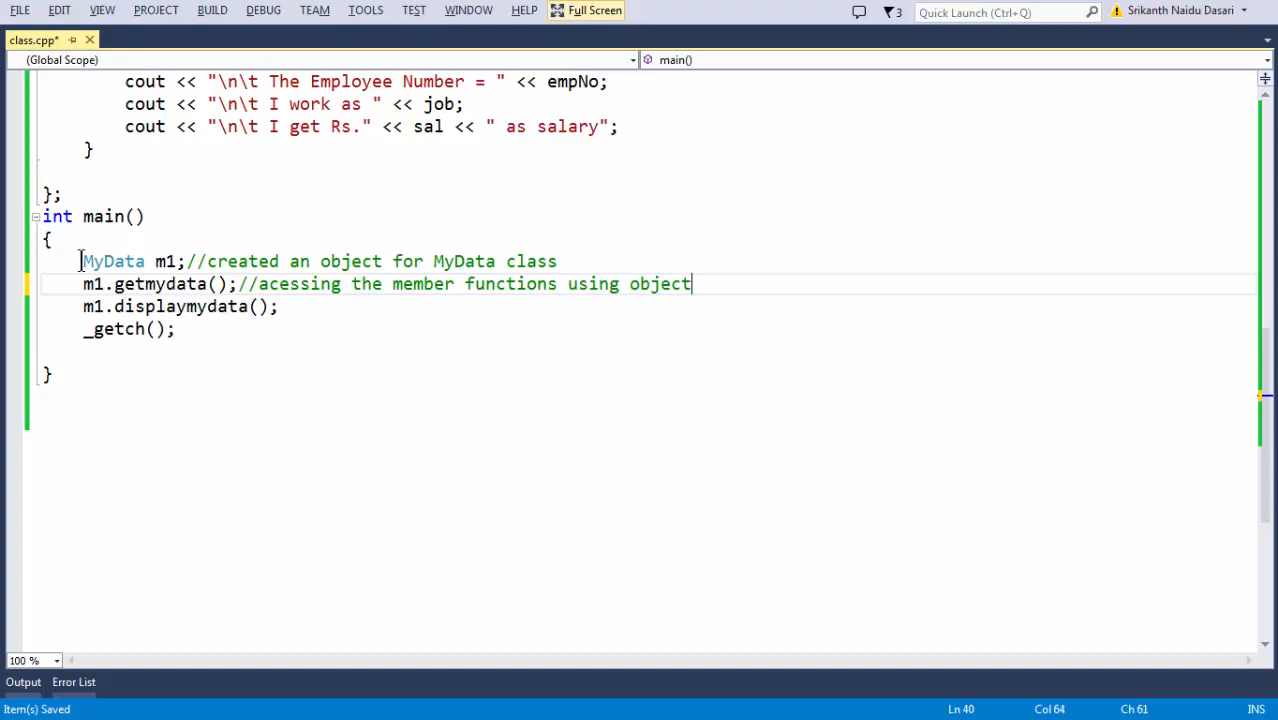 FILE EDIT VIEW PROJECT BUILD DEBUG TEAM TOOLS TEST WINDOW HELP Full Screen 3 Quick Launch (Ctrl+Q) Srikanth Naidu Dasari
class.cpp*
(Global Scope) main()
cout << "\n\t The Employee Number = " << empNo;
cout << "\n\t I work as " << job;
cout << "\n\t I get Rs." << sal << " as salary";
}
};
int main()
{
MyData m1;//created an object for MyData class
m1.getmydata();//acessing the member functions using object
m1.displaymydata();
_getch();
}
100 %
Output Error List
Item(s) Saved Ln 40 Col 64 Ch 61 INS